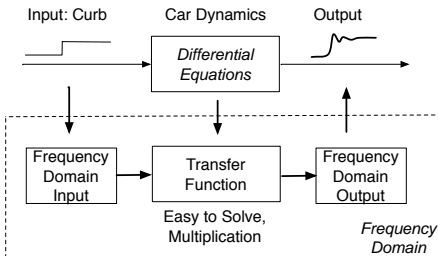 Input: Curb
Car Dynamics
Output
Differential
Equations
Frequency
Domain
Input
Transfer
Function
Frequency
Domain
Output
Easy to Solve,
Multiplication
Frequency
Domain